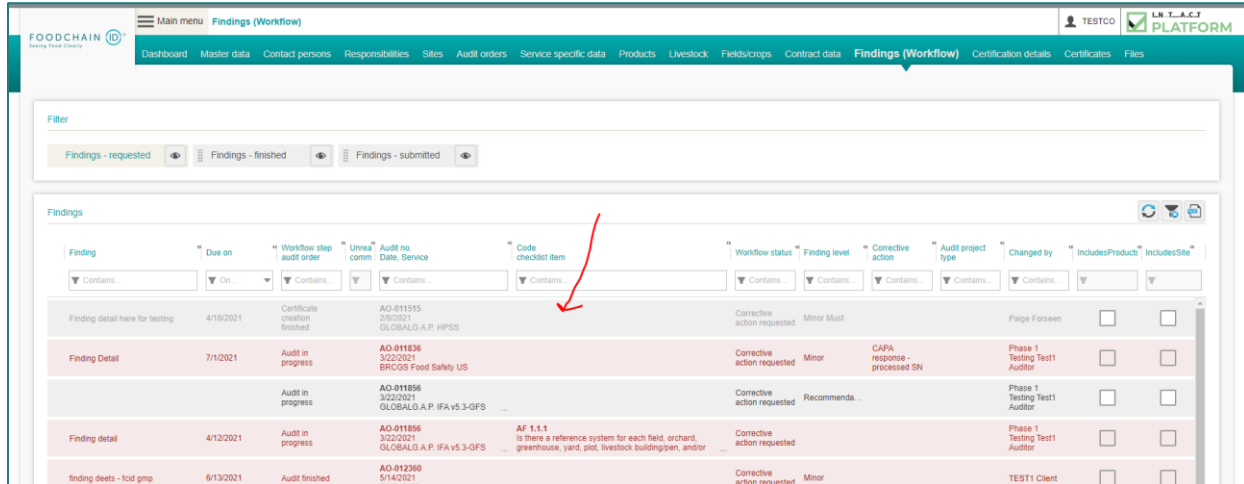 FOODCHAIN ID
Seeing Food Clearly
Main menu Findings (Workflow)
TESTCO
PLATFORM
Dashboard Master data Contact persons Responsibilities Sites Audit orders Service specific data Products Livestock Fields/crops Contract data Findings (Workflow) Certification details Certificates Files
Filter
Findings - requested Findings - finished Findings - submitted
Findings
Finding Due on Workflow step audit order Unrea comm Audit no. Date, Service Code checklist item Workflow status Finding level Corrective action Audit project type Changed by IncludesProducts IncludesSite
Contains... On... Contains... Contains... Contains... Contains... Contains... Contains... Contains... Contains...
Finding detail here for testing 4/16/2021 Certificate creation finished AO-011515 2/9/2021 GLOBALG.A.P. HPSS Corrective action requested Minor Must Paige Forseen
Finding Detail 7/1/2021 Audit in progress AO-011836 3/22/2021 BRCGS Food Safety US Corrective action requested Minor CAPA response - processed SN Phase 1 Testing Test1 Auditor
Audit in progress AO-011856 3/22/2021 GLOBALG.A.P. IFA v5.3-GFS ... Corrective action requested Recommenda... Phase 1 Testing Test1 Auditor
Finding detail 4/12/2021 Audit in progress AO-011856 3/22/2021 GLOBALG.A.P. IFA v5.3-GFS ... AF 1.1.1 Is there a reference system for each field, orchard, greenhouse, yard, plot, livestock building/pen, and/or ... Corrective action requested Phase 1 Testing Test1 Auditor
finding deets - fcid gmp 6/13/2021 Audit finished AO-012360 5/14/2021 Corrective action requested Minor TEST1 Client